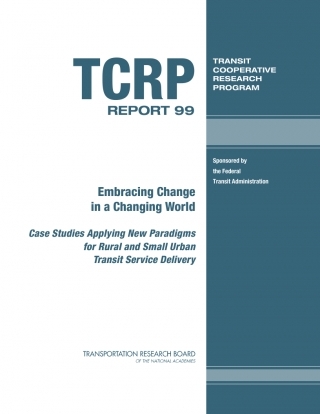 TCRP
REPORT 99
TRANSIT
COOPERATIVE
RESEARCH
PROGRAM
Sponsored by
the Federal
Transit Administration
Embracing Change
in a Changing World
Case Studies Applying New Paradigms
for Rural and Small Urban
Transit Service Delivery
TRANSPORTATION RESEARCH BOARD
OF THE NATIONAL ACADEMIES